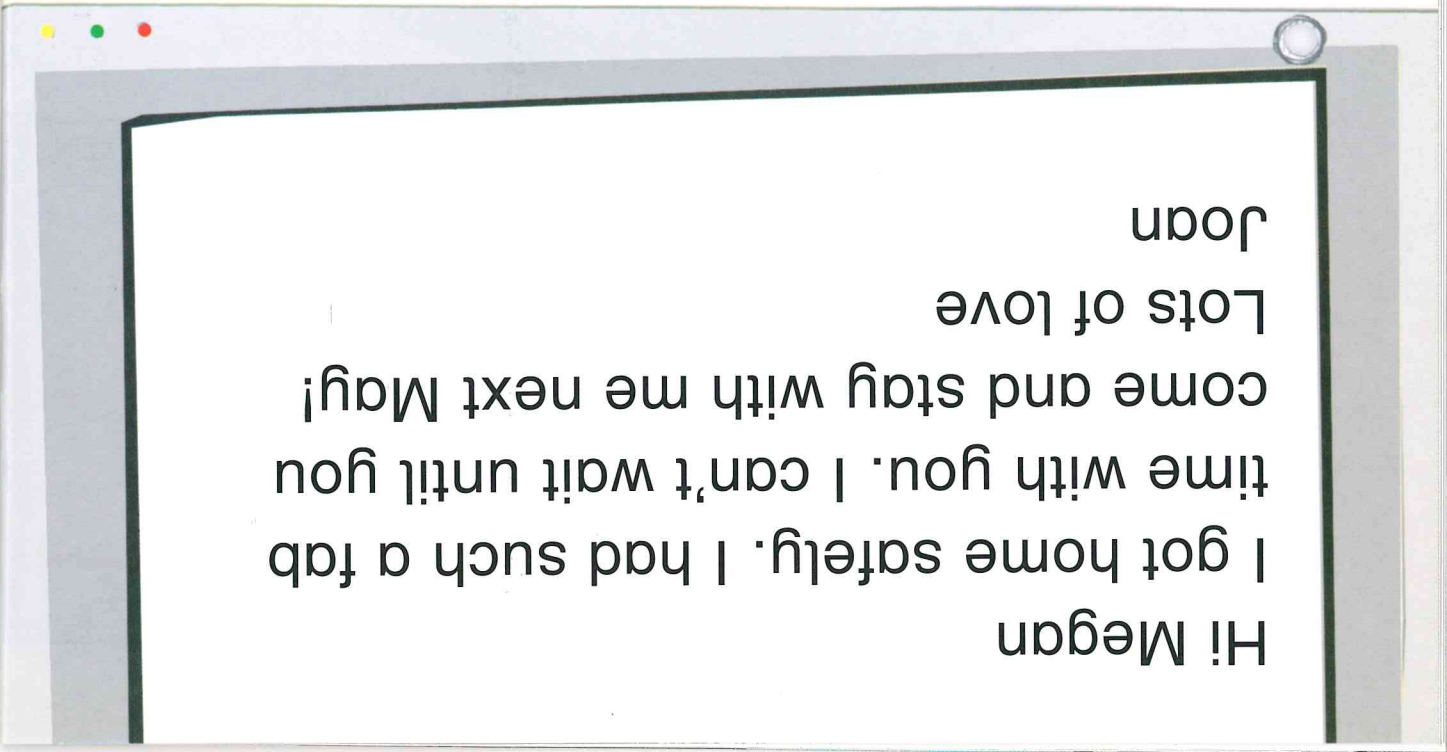 Hi Megan
I got home safely. I had such a fab
time with you. I can't wait until you
come and stay with me next May!
Lots of love
Joan